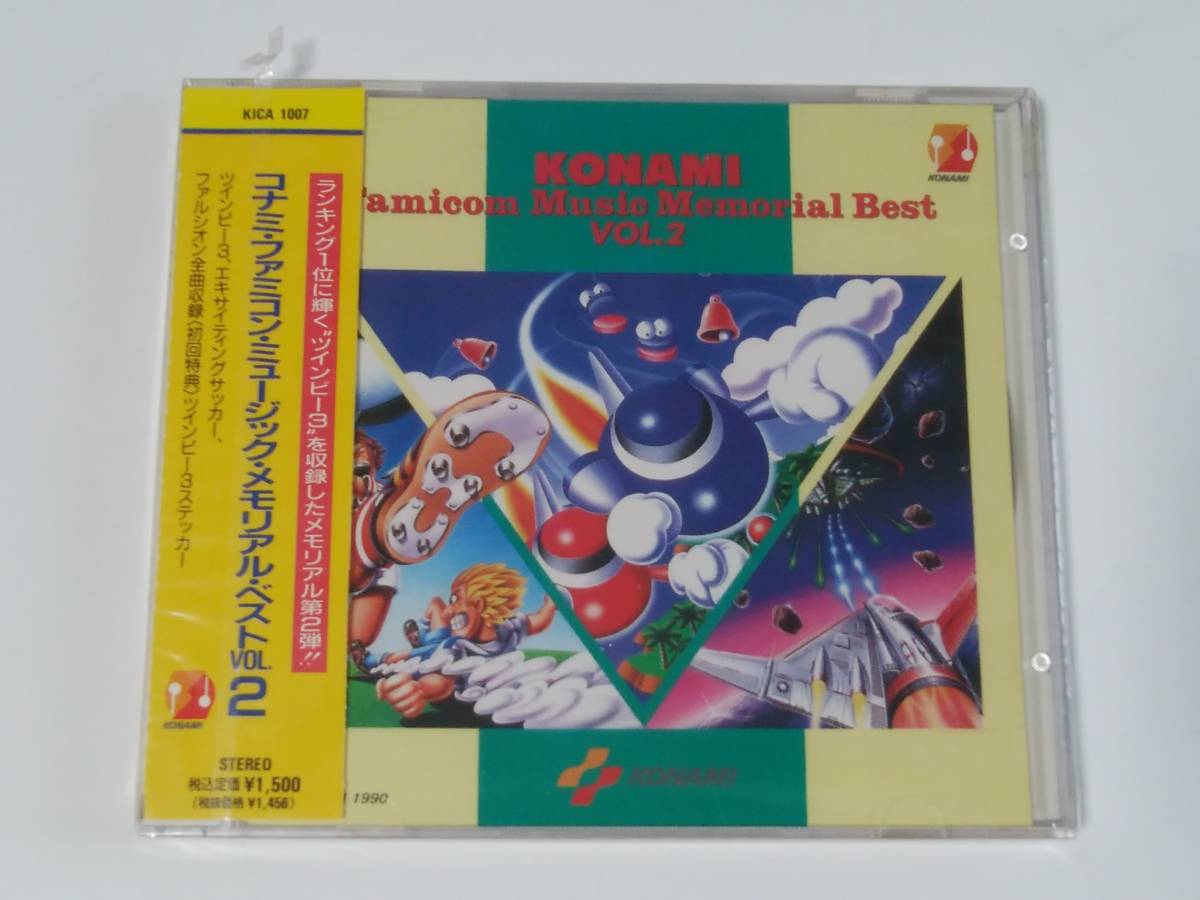 KICA 1007
ランキング1位に輝く"ツインビー3"を収録したメモリアル第2弾!!
コナミ・ファミコン・ミュージック・メモリアル・ベスト VOL. 2
ツインビー3、エキサイティングサッカー、
ファルシオン全曲収録〈初回特典〉ツインビー3ステッカー
KONAMI
STEREO
税込定価 ¥1,500
(税抜価格 ¥1,456)
KONAMI
Famicom Music Memorial Best
VOL.2
KONAMI
KONAMI
1990